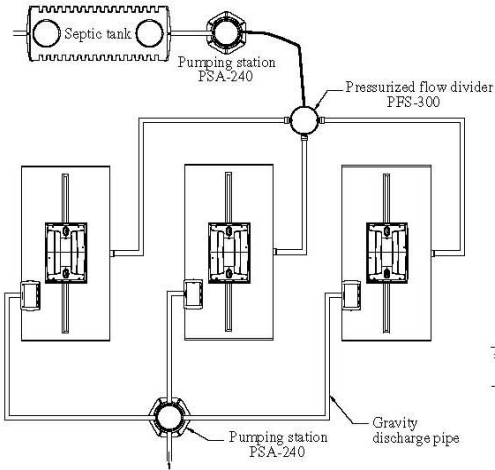 Septic tank
Pumping station
PSA-240
Pressurized flow divider
PFS-300
Pumping station
PSA-240
Gravity
discharge pipe